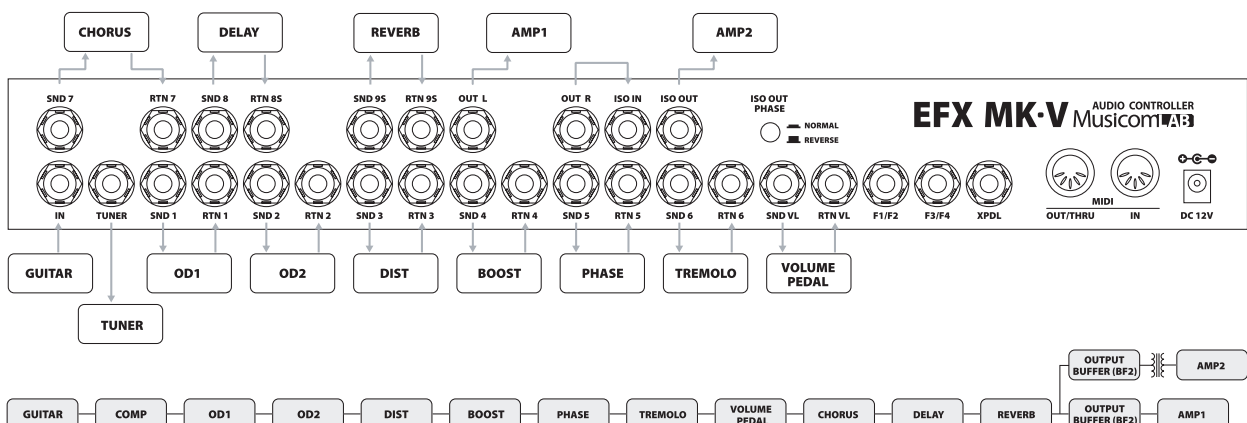 CHORUS DELAY REVERB AMP1 AMP2
SND 7 RTN 7 SND 8 RTN 8S SND 9S RTN 9S OUT L OUT R ISO IN ISO OUT ISO OUT PHASE
NORMAL
REVERSE
EFX MK·V AUDIO CONTROLLER MusicomLAB
IN TUNER SND 1 RTN 1 SND 2 RTN 2 SND 3 RTN 3 SND 4 RTN 4 SND 5 RTN 5 SND 6 RTN 6 SND VL RTN VL F1/F2 F3/F4 XPDL OUT/THRU MIDI IN DC 12V
GUITAR OD1 OD2 DIST BOOST PHASE TREMOLO VOLUME PEDAL
TUNER
OUTPUT BUFFER (BF2) AMP2
GUITAR COMP OD1 OD2 DIST BOOST PHASE TREMOLO VOLUME PEDAL CHORUS DELAY REVERB OUTPUT BUFFER (BF2) AMP1